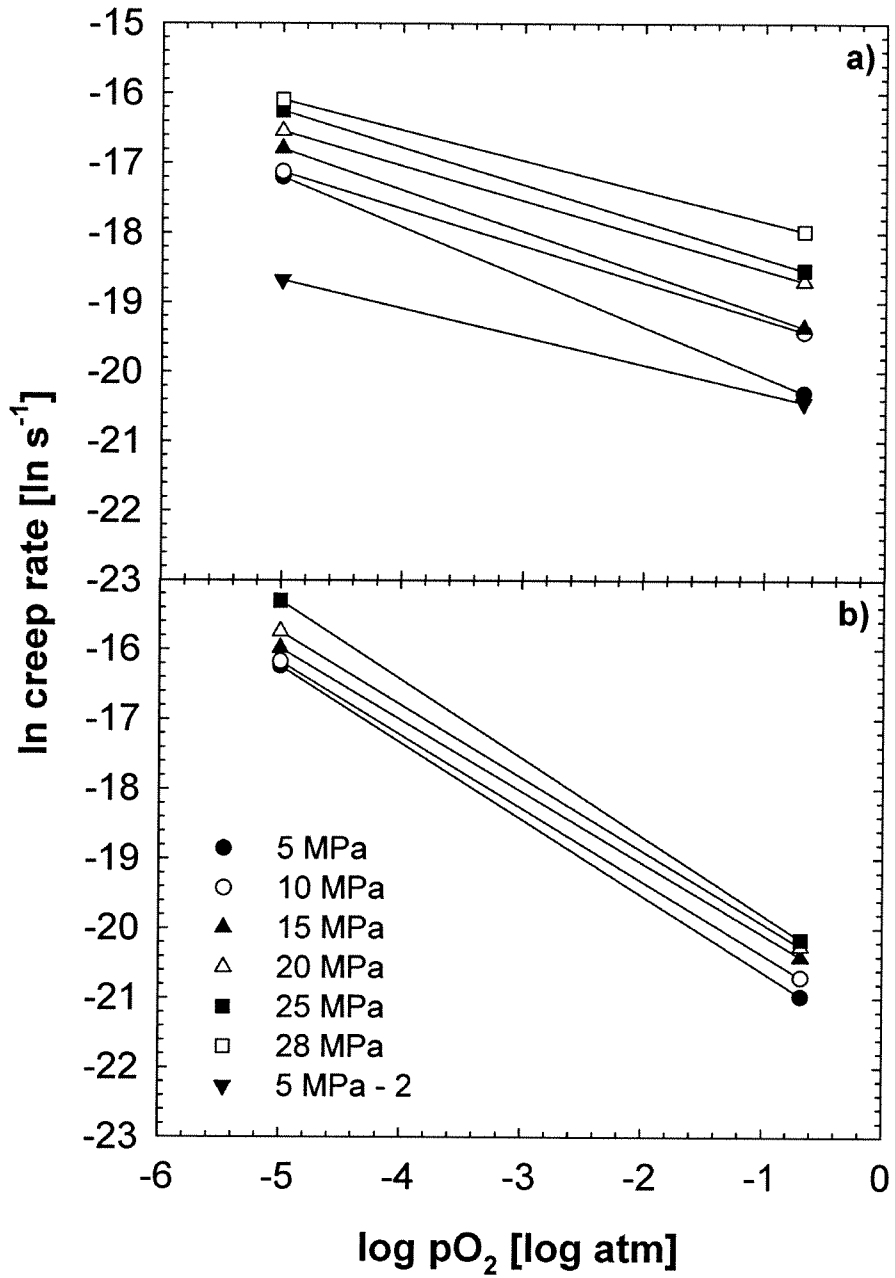 -15
a)
-16
-17
-18
-19
-20
-21
-22
-23
b)
-16
-17
-18
-19
-20
-21
-22
-23
ln creep rate [ln s⁻¹]
5 MPa
10 MPa
15 MPa
20 MPa
25 MPa
28 MPa
5 MPa - 2
-6 -5 -4 -3 -2 -1 0
log pO₂ [log atm]